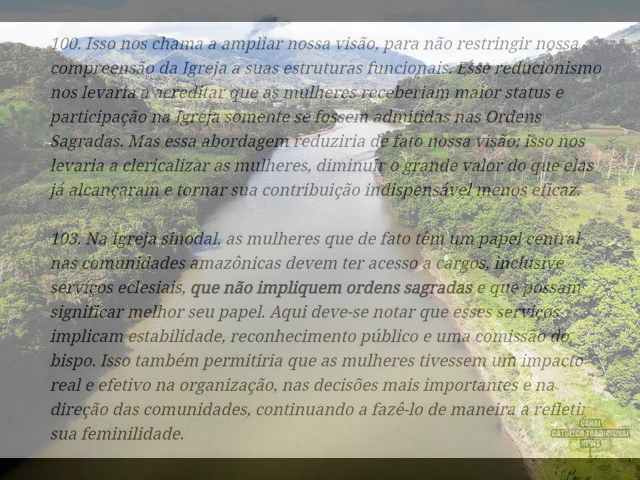 100. Isso nos chama a ampliar nossa visão, para não restringir nossa
compreensão da Igreja a suas estruturas funcionais. Esse reducionismo
nos levaria a acreditar que as mulheres receberiam maior status e
participação na Igreja somente se fossem admitidas nas Ordens
Sagradas. Mas essa abordagem reduziria de fato nossa visão; isso nos
levaria a clericalizar as mulheres, diminuir o grande valor do que elas
já alcançaram e tornar sua contribuição indispensável menos eficaz.
103. Na Igreja sinodal, as mulheres que de fato têm um papel central
nas comunidades amazônicas devem ter acesso a cargos, inclusive
serviços eclesiais, que não impliquem ordens sagradas e que possam
significar melhor seu papel. Aqui deve-se notar que esses serviços
implicam estabilidade, reconhecimento público e uma comissão do
bispo. Isso também permitiria que as mulheres tivessem um impacto
real e efetivo na organização, nas decisões mais importantes e na
direção das comunidades, continuando a fazê-lo de maneira a refletir
sua feminilidade.
CANAL
CATÓLICO TRADICIONAL
NEWS